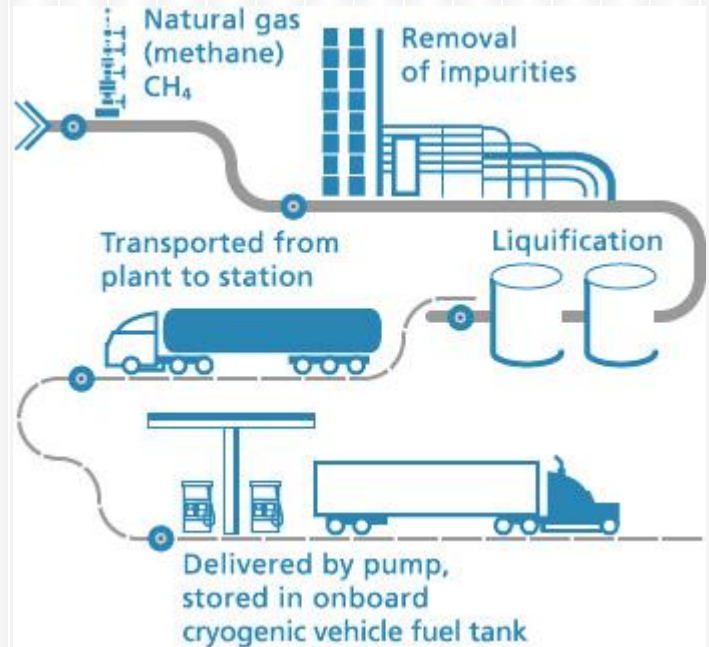 Natural gas
(methane)
CH₄
Removal
of impurities
Transported from
plant to station
Liquification
Delivered by pump,
stored in onboard
cryogenic vehicle fuel tank